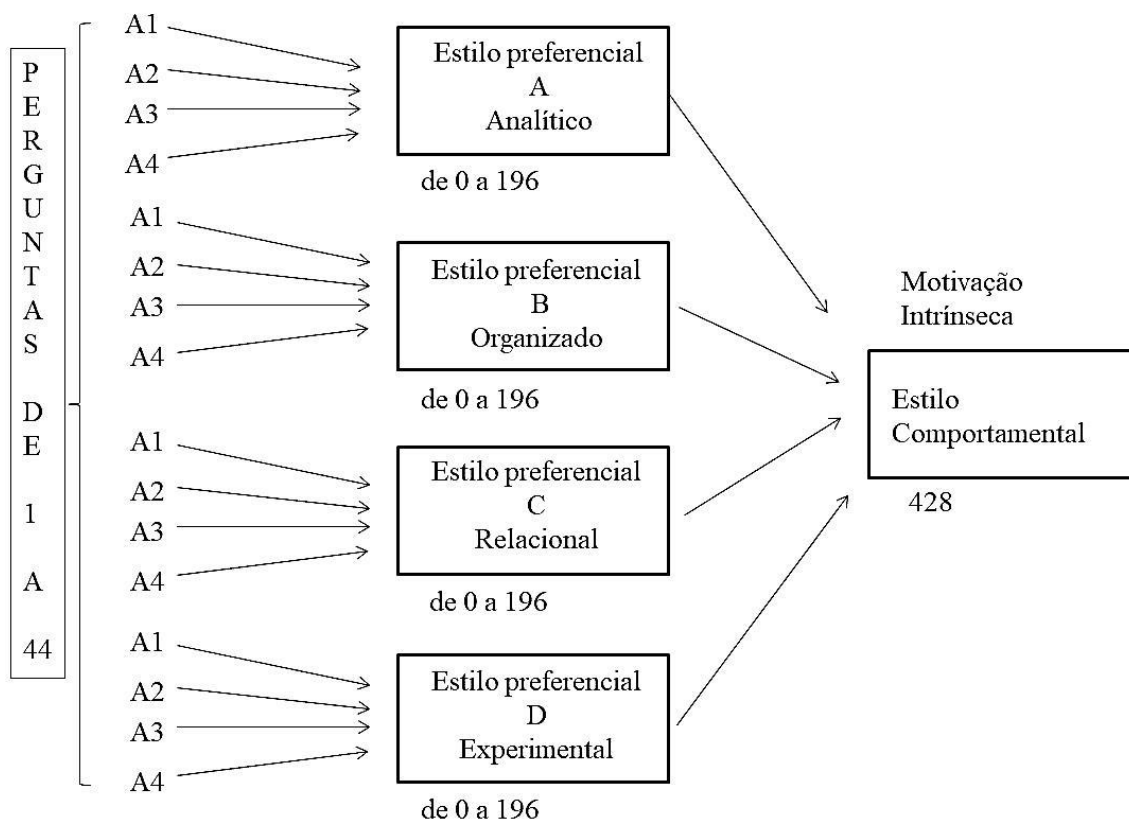 PERGUNTAS DE 1 A 44
A1
A2
A3
A4
Estilo preferencial
A
Analítico
de 0 a 196
A1
A2
A3
A4
Estilo preferencial
B
Organizado
de 0 a 196
A1
A2
A3
A4
Estilo preferencial
C
Relacional
de 0 a 196
A1
A2
A3
A4
Estilo preferencial
D
Experimental
de 0 a 196
Motivação
Intrínseca
Estilo
Comportamental
428